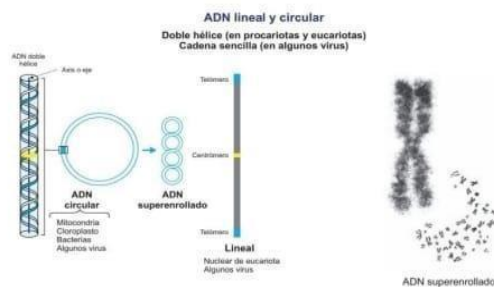 ADN lineal y circular
Doble hélice (en procariotas y eucariotas)
Cadena sencilla (en algunos virus)
ADN doble
hélice
Axis o eje
ADN
circular
Mitocondria
Cloroplasto
Bacterias
Algunos virus
ADN
superenrollado
Telómero
Centrómero
Telómero
Lineal
Nuclear de eucariota
Algunos virus
ADN superenrollado